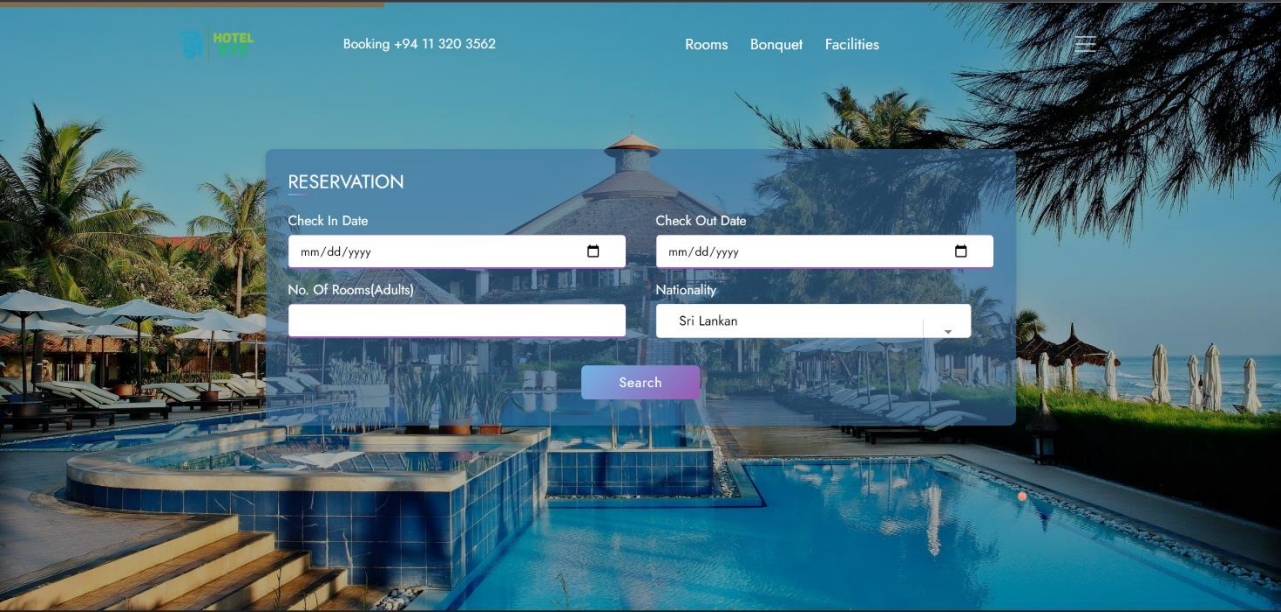 HOTEL
Booking +94 11 320 3562
Rooms Bonquet Facilities
RESERVATION
Check In Date
Check Out Date
mm/dd/yyyy
mm/dd/yyyy
No. Of Rooms(Adults)
Nationality
Sri Lankan
Search